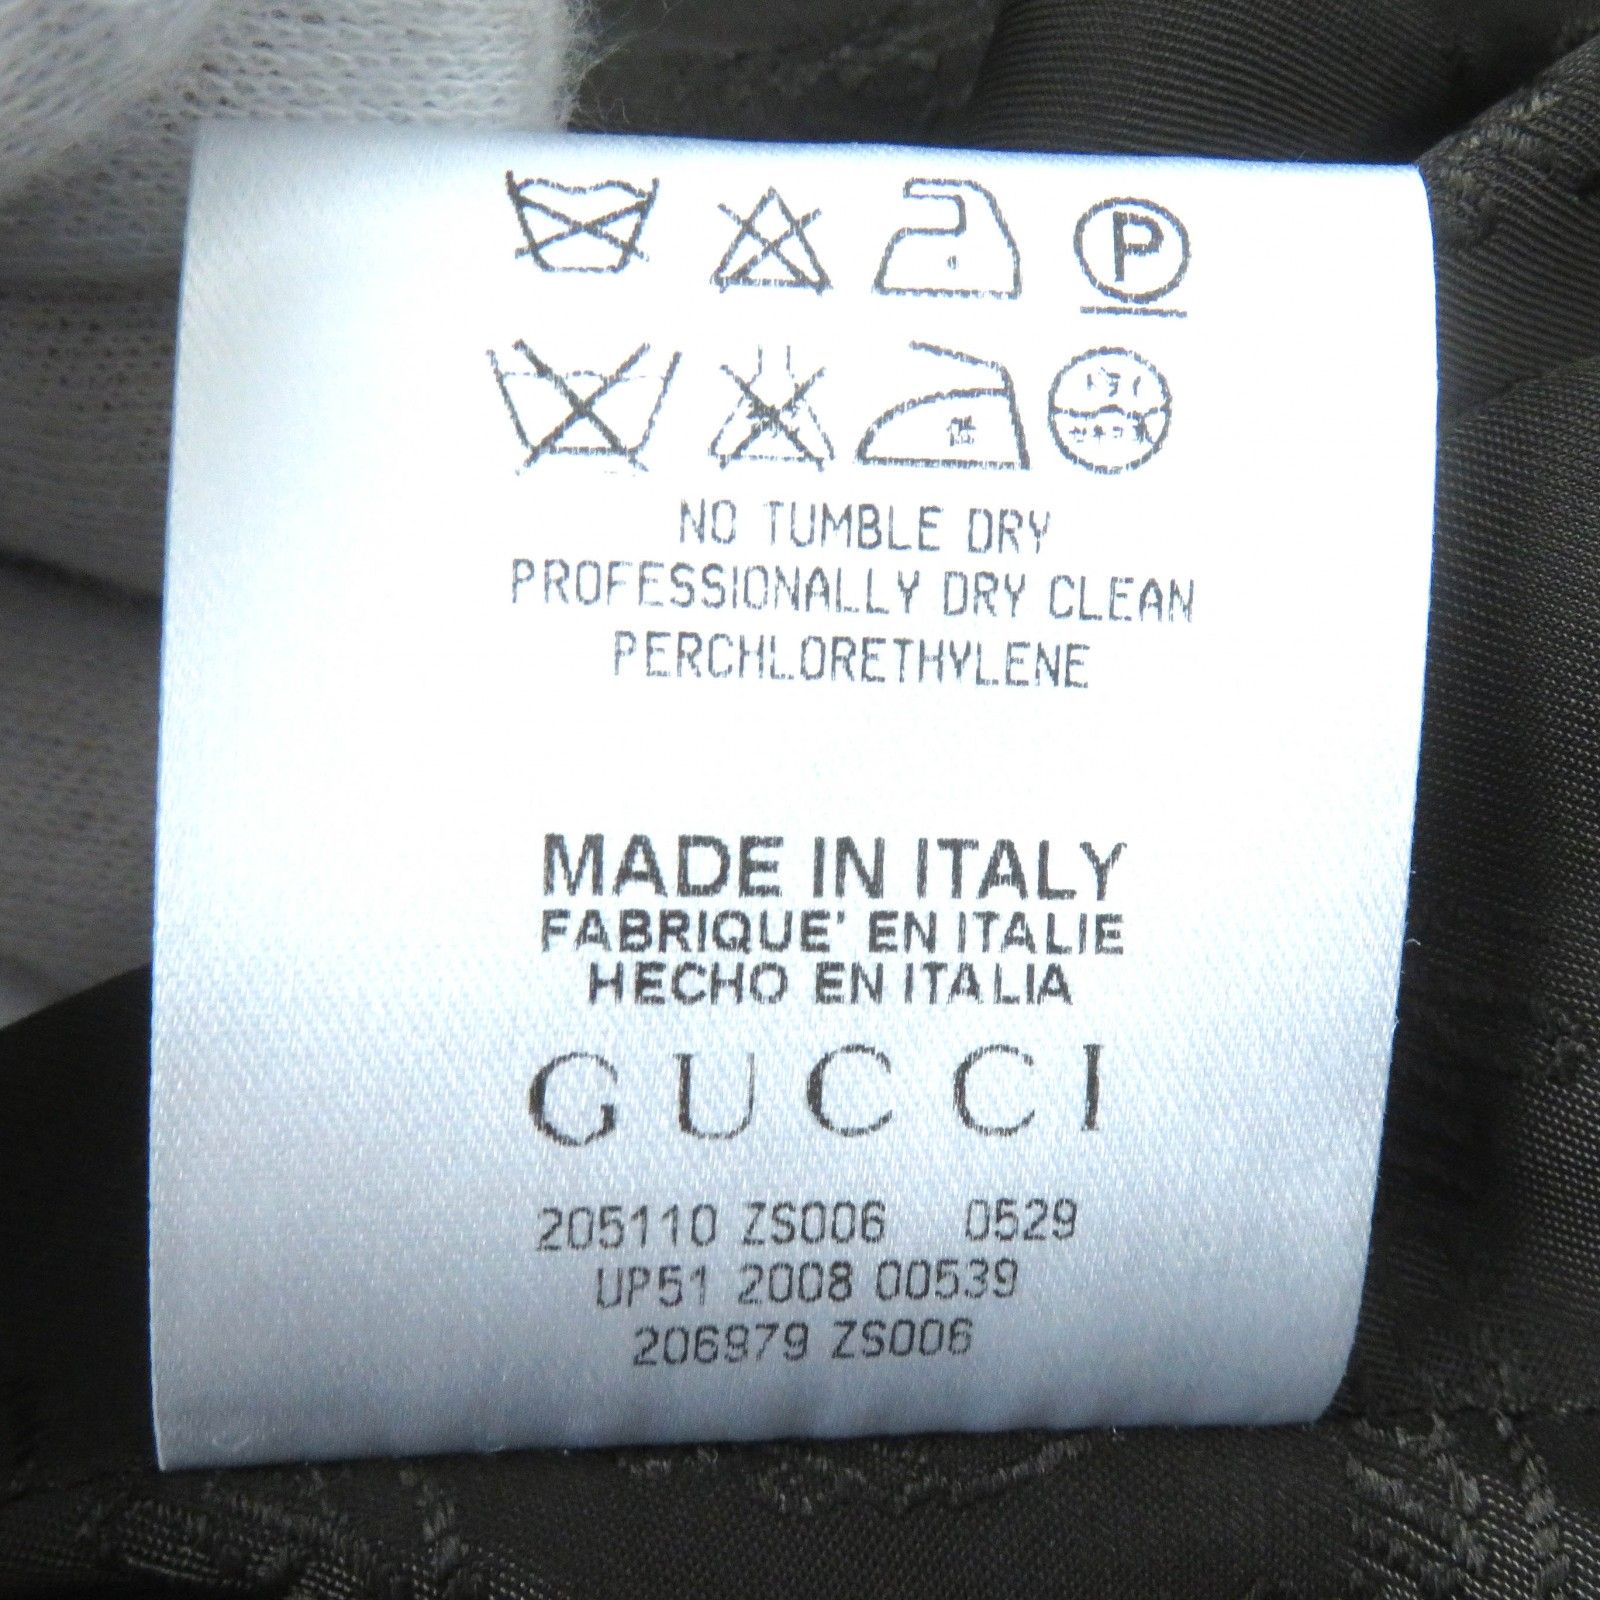 P
NO TUMBLE DRY
PROFESSIONALLY DRY CLEAN
PERCHLORETHYLENE
MADE IN ITALY
FABRIQUE' EN ITALIE
HECHO EN ITALIA
GUCCI
205110 ZS006 0529
UP51 2008 00539
206979 ZS006